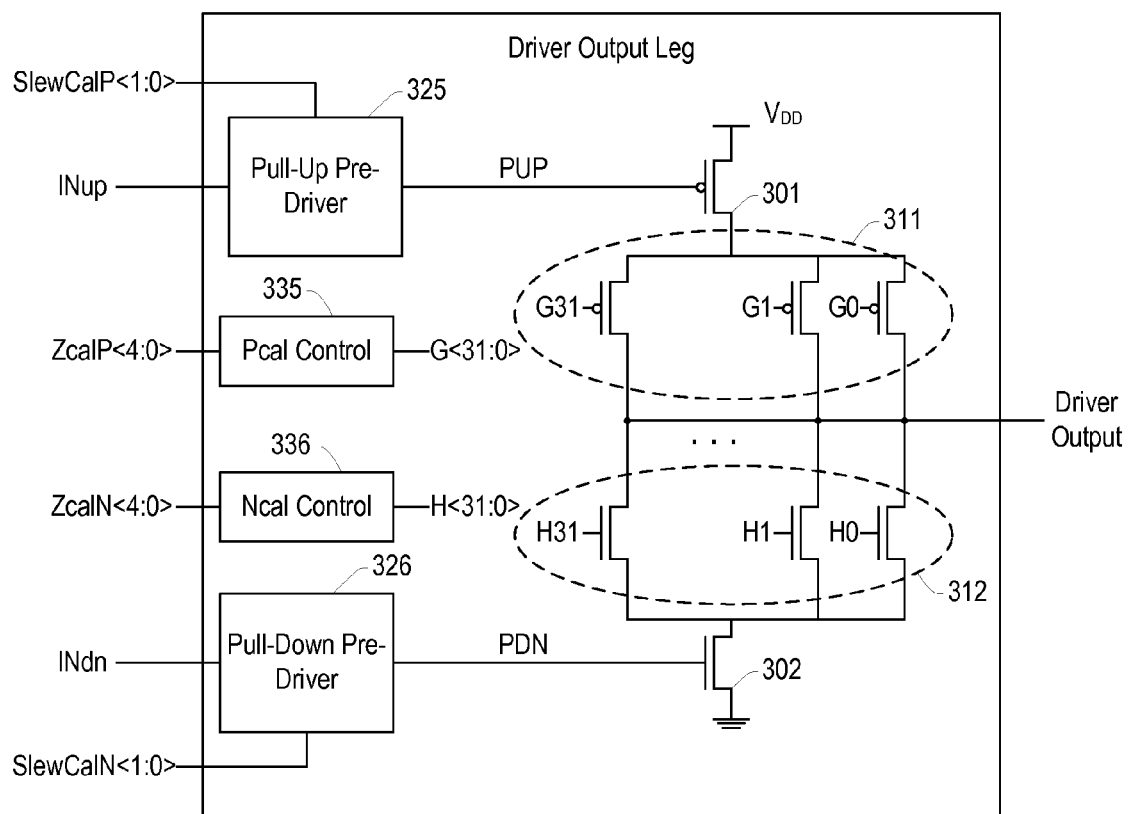 Driver Output Leg
SlewCalP<1:0>
325
VDD
Pull-Up Pre-
Driver
INup
PUP
301
311
335
G31
G1
G0
ZcalP<4:0>
Pcal Control
G<31:0>
Driver
Output
. . .
336
ZcalN<4:0>
Ncal Control
H<31:0>
H31
H1
H0
326
312
Pull-Down Pre-
Driver
INdn
PDN
302
SlewCalN<1:0>